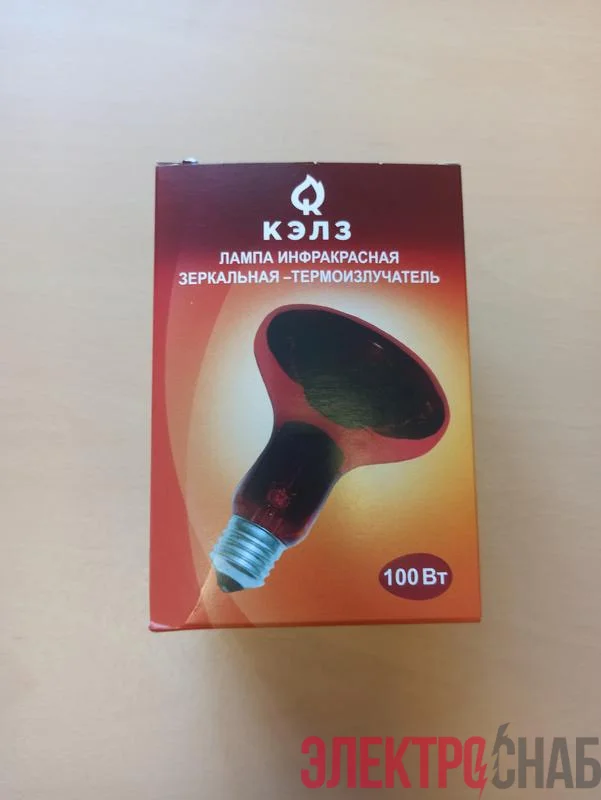 КЭЛЗ
ЛАМПА ИНФРАКРАСНАЯ
ЗЕРКАЛЬНАЯ –ТЕРМОИЗЛУЧАТЕЛЬ
100 Вт
ЭЛЕКТРОСНАБ